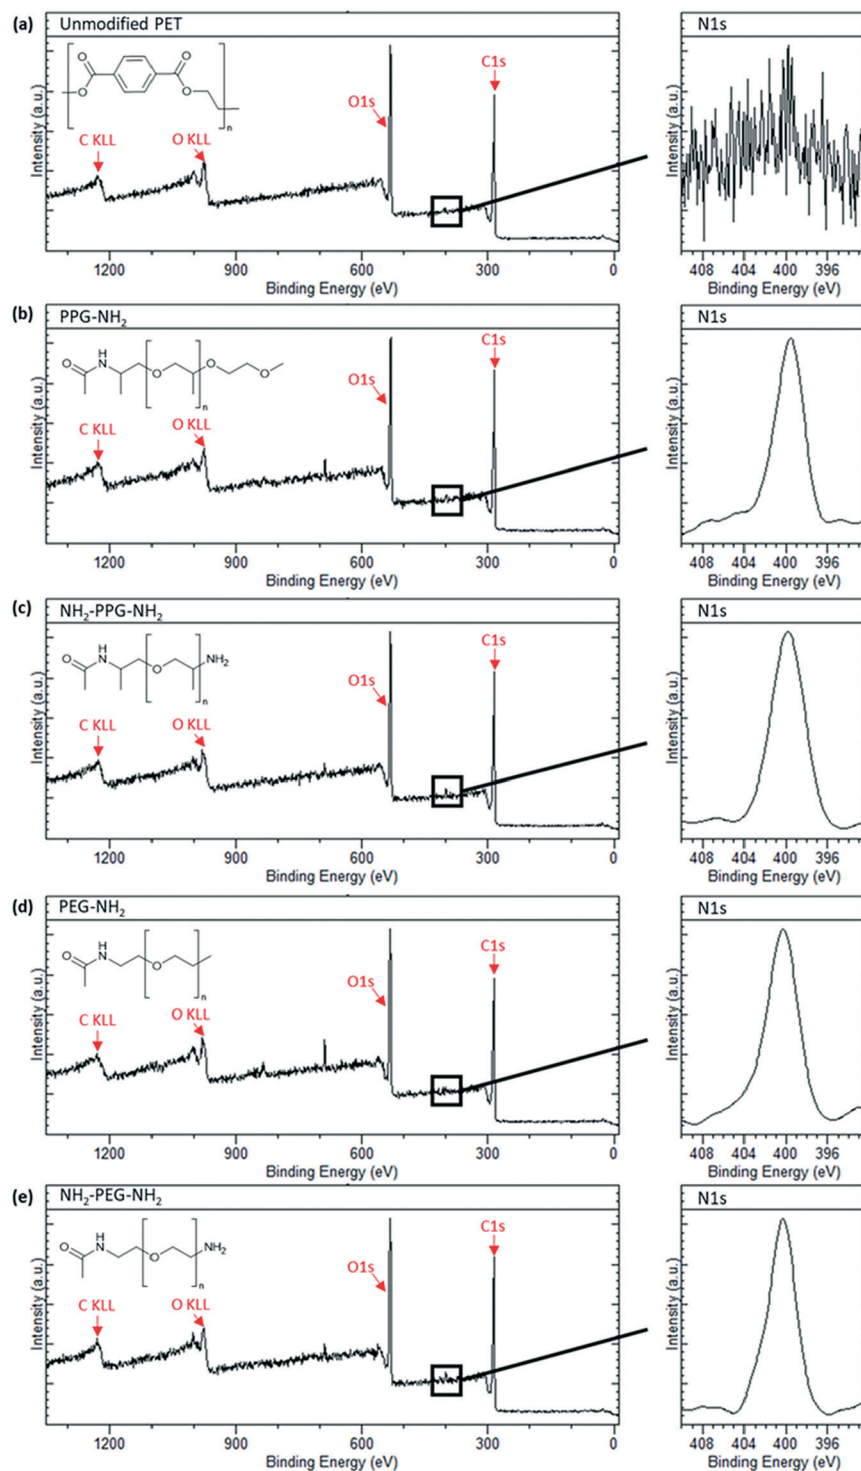 (a) Unmodified PET N1s
O
O
O
O
n
C KLL O KLL O1s C1s
Intensity (a.u.) Intensity (a.u.)
1200 900 600 300 0 408 404 400 396
Binding Energy (eV) Binding Energy (eV)
(b) PPG-NH₂ N1s
O H N O O O n
C KLL O KLL O1s C1s
Intensity (a.u.) Intensity (a.u.)
1200 900 600 300 0 408 404 400 396
Binding Energy (eV) Binding Energy (eV)
(c) NH₂-PPG-NH₂ N1s
O H N O NH₂ n
C KLL O KLL O1s C1s
Intensity (a.u.) Intensity (a.u.)
1200 900 600 300 0 408 404 400 396
Binding Energy (eV) Binding Energy (eV)
(d) PEG-NH₂ N1s
O H N O n
C KLL O KLL O1s C1s
Intensity (a.u.) Intensity (a.u.)
1200 900 600 300 0 408 404 400 396
Binding Energy (eV) Binding Energy (eV)
(e) NH₂-PEG-NH₂ N1s
O H N O NH₂ n
C KLL O KLL O1s C1s
Intensity (a.u.) Intensity (a.u.)
1200 900 600 300 0 408 404 400 396
Binding Energy (eV) Binding Energy (eV)